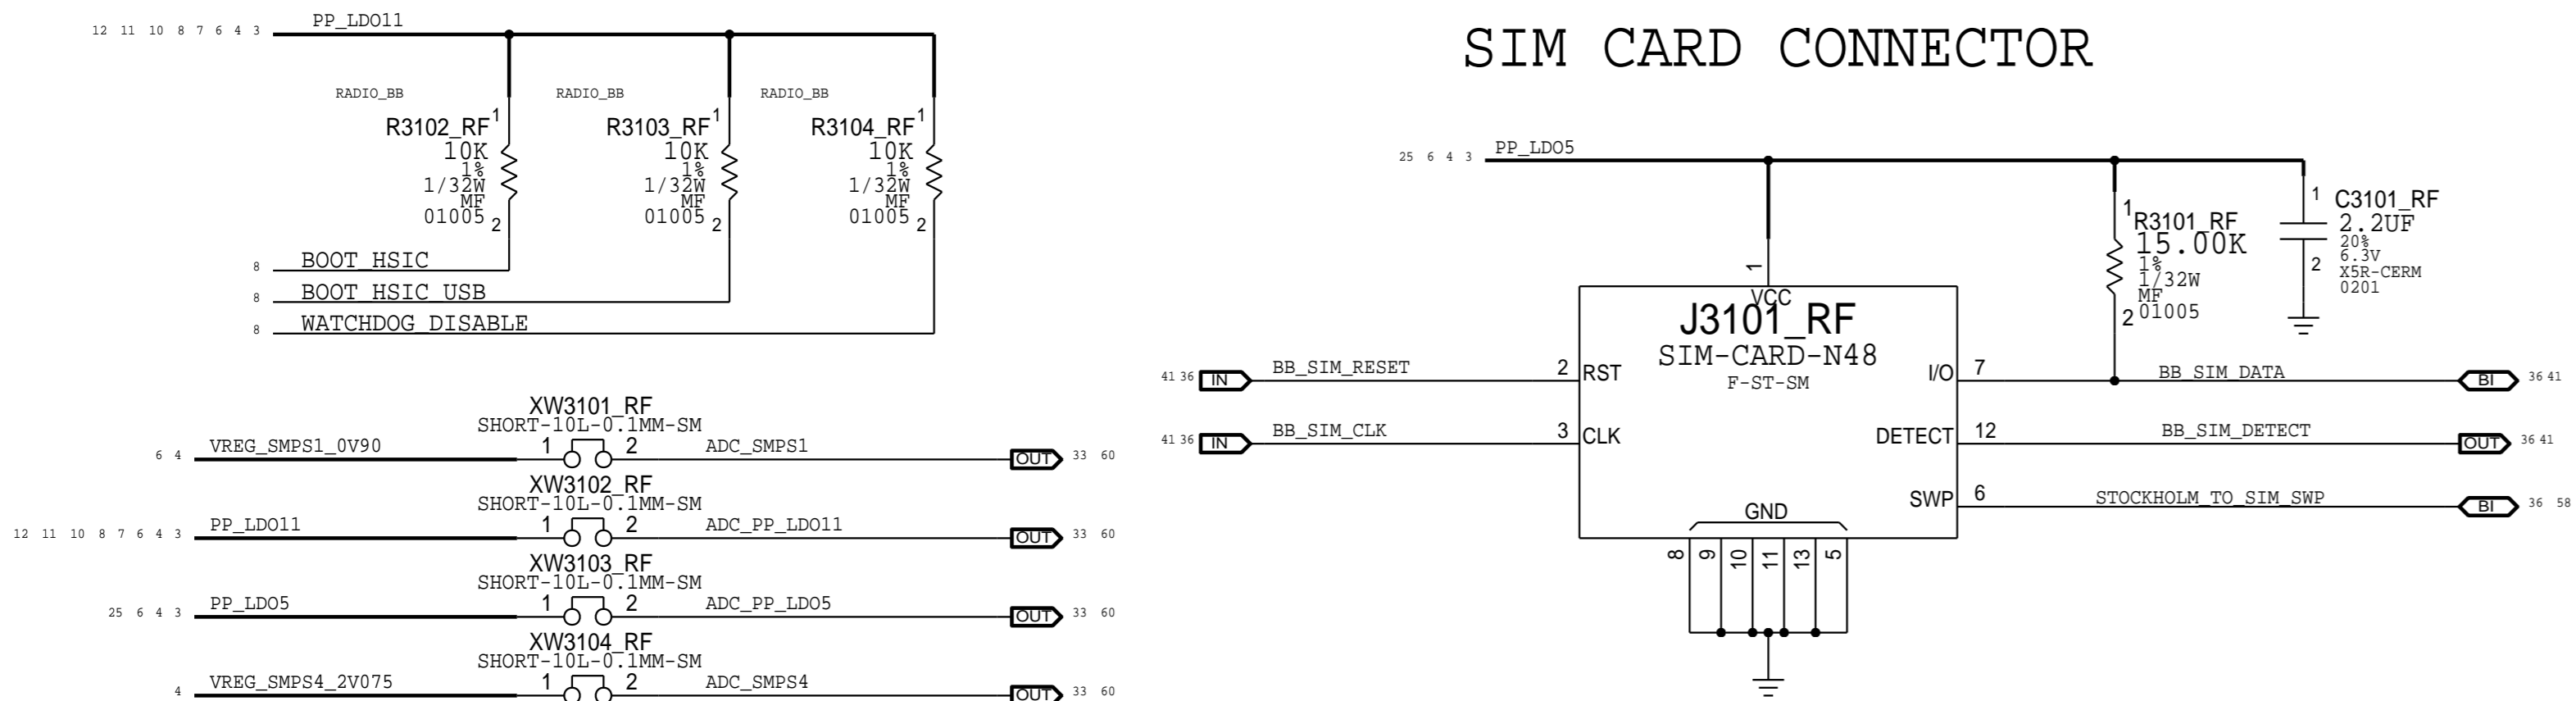 12 11 10 8 7 6 4 3 PP_LDO11
RADIO_BB RADIO_BB RADIO_BB
R3102_RF 1 R3103_RF 1 R3104_RF 1
10K 10K 10K
1% 1% 1%
1/32W 1/32W 1/32W
MF MF MF
01005 2 01005 2 01005 2
8 BOOT_HSIC
8 BOOT_HSIC_USB
8 WATCHDOG_DISABLE
XW3101_RF
SHORT-10L-0.1MM-SM
6 4 VREG_SMPS1_0V90 1 2 ADC_SMPS1 OUT 33 60
XW3102_RF
SHORT-10L-0.1MM-SM
12 11 10 8 7 6 4 3 PP_LDO11 1 2 ADC_PP_LDO11 OUT 33 60
XW3103_RF
SHORT-10L-0.1MM-SM
25 6 4 3 PP_LDO5 1 2 ADC_PP_LDO5 OUT 33 60
XW3104_RF
SHORT-10L-0.1MM-SM
4 VREG_SMPS4_2V075 1 2 ADC_SMPS4 OUT 33 60
SIM CARD CONNECTOR
25 6 4 3 PP_LDO5
1 R3101_RF
15.00K
1%
1/32W
MF
2 01005
1 C3101_RF
2.2UF
20%
6.3V
2 X5R-CERM
0201
1
VCC
J3101_RF
SIM-CARD-N48
F-ST-SM
41 36 IN BB_SIM_RESET 2 RST I/O 7 BB_SIM_DATA BI 36 41
41 36 IN BB_SIM_CLK 3 CLK DETECT 12 BB_SIM_DETECT OUT 36 41
SWP 6 STOCKHOLM_TO_SIM_SWP BI 36 58
GND
8 9 10 11 13 5